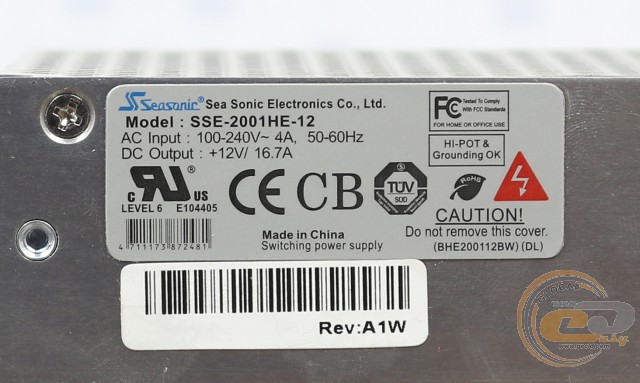 Seasonic Sea Sonic Electronics Co., Ltd.
Model : SSE-2001HE-12
AC Input : 100-240V~ 4A, 50-60Hz
DC Output : +12V/ 16.7A
FC Tested To Comply
With FCC Standards
FOR HOME OR OFFICE USE
HI-POT &
Grounding OK
C RU US
LEVEL 6 E104405
CE CB
TÜV
SÜD
RoHS
CAUTION!
Do not remove this cover.
(BHE200112BW) (DL)
4711173872481
Made in China
Switching power supply
Rev:A1W